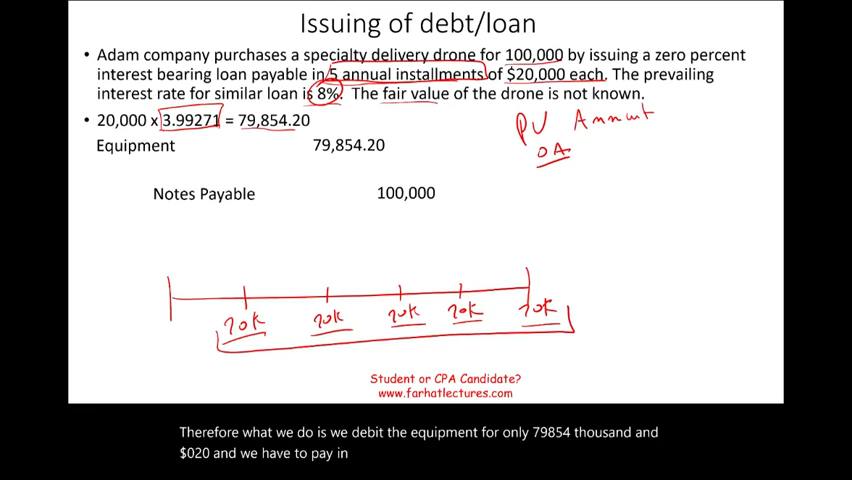 Issuing of debt/loan
• Adam company purchases a specialty delivery drone for 100,000 by issuing a zero percent
interest bearing loan payable in 5 annual installments of $20,000 each. The prevailing
interest rate for similar loan is 8%. The fair value of the drone is not known.
• 20,000 x 3.99271 = 79,854.20
PV Annuit
OA
Equipment 79,854.20
Notes Payable 100,000
20K 20K 20K 20K 20K
Student or CPA Candidate?
www.farhatlectures.com
Therefore what we do is we debit the equipment for only 79854 thousand and
$020 and we have to pay in